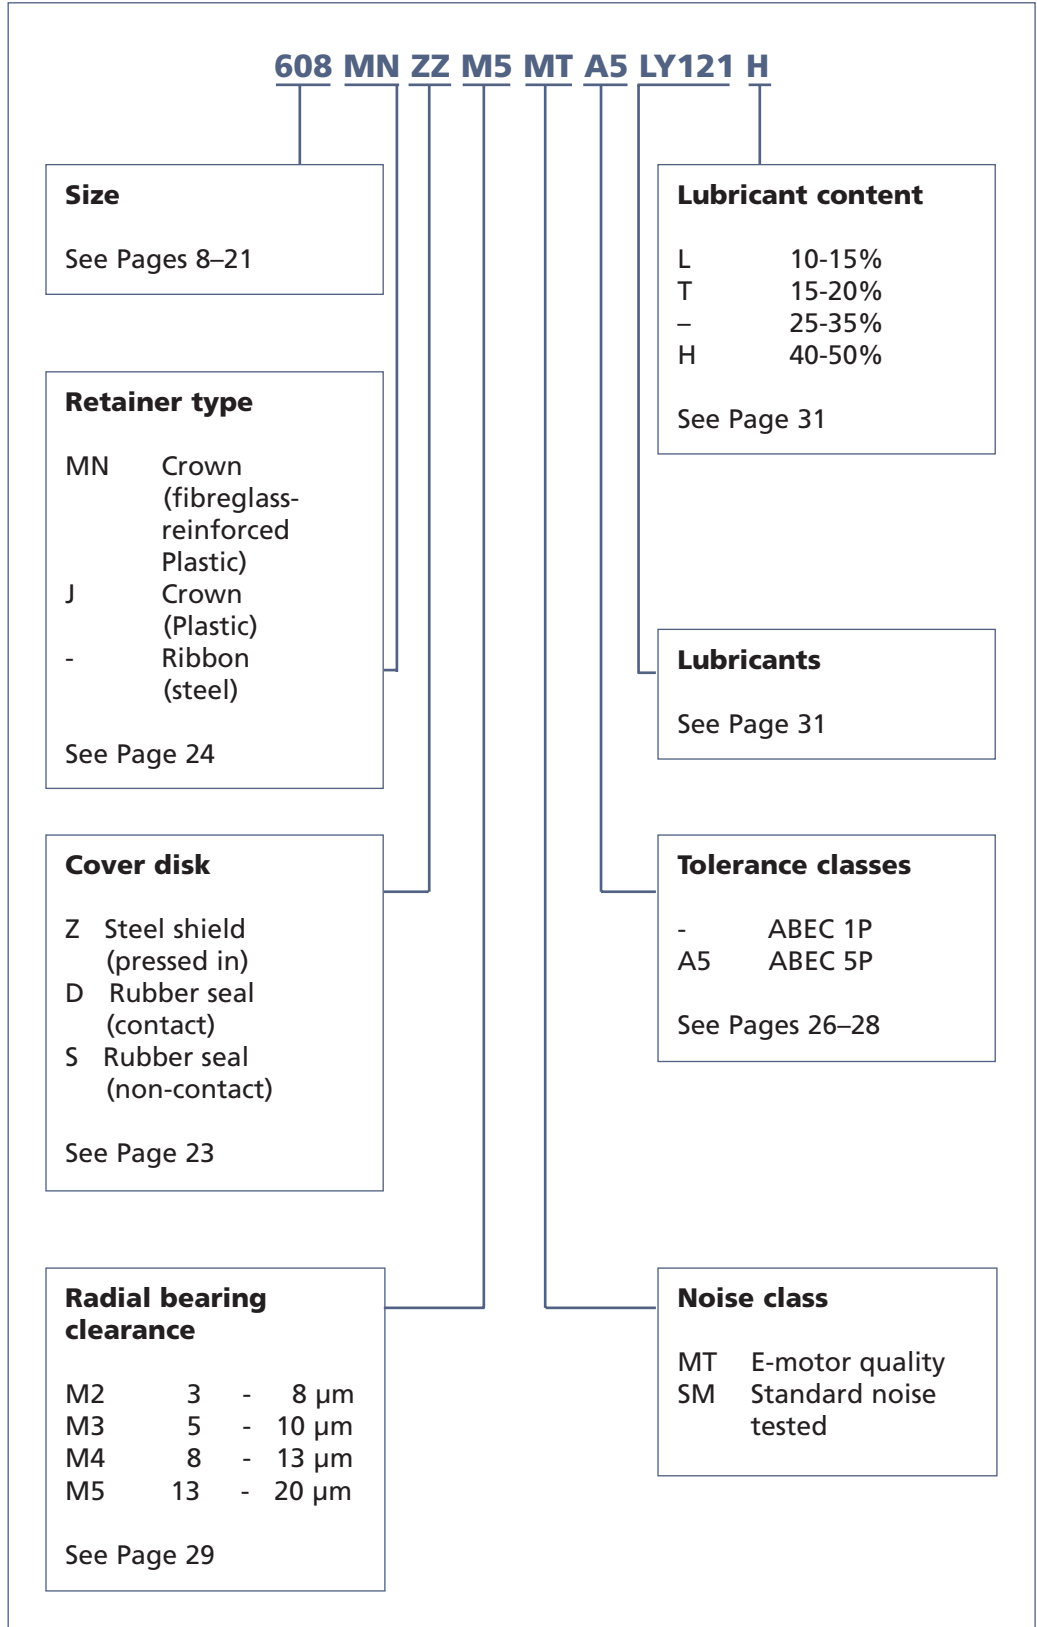 608 MN ZZ M5 MT A5 LY121 H
Size
See Pages 8–21
Retainer type
MN Crown
(fibreglass-
reinforced
Plastic)
J Crown
(Plastic)
- Ribbon
(steel)
See Page 24
Cover disk
Z Steel shield
(pressed in)
D Rubber seal
(contact)
S Rubber seal
(non-contact)
See Page 23
Radial bearing
clearance
M2 3 - 8 µm
M3 5 - 10 µm
M4 8 - 13 µm
M5 13 - 20 µm
See Page 29
Lubricant content
L 10-15%
T 15-20%
– 25-35%
H 40-50%
See Page 31
Lubricants
See Page 31
Tolerance classes
- ABEC 1P
A5 ABEC 5P
See Pages 26–28
Noise class
MT E-motor quality
SM Standard noise
tested